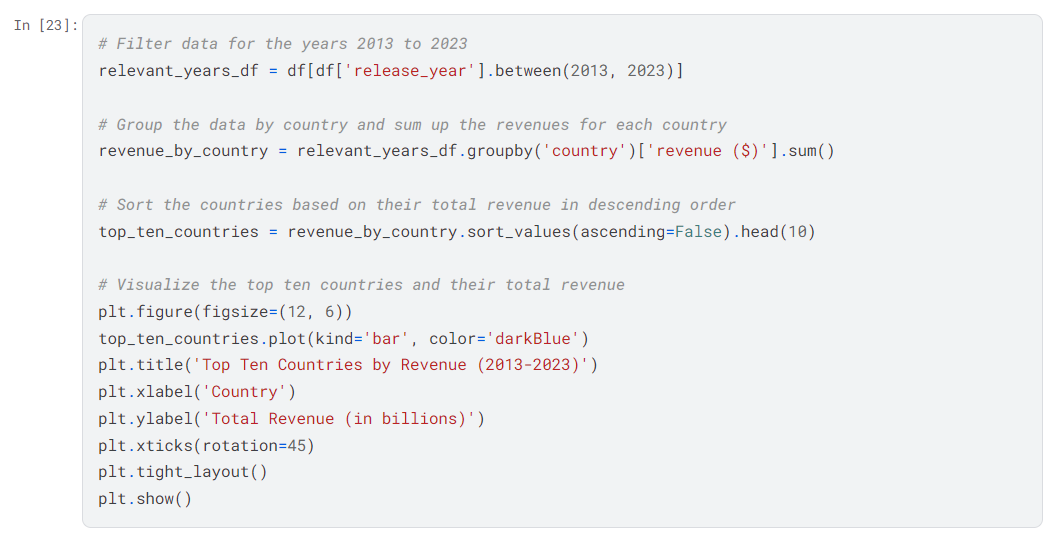 In [23]:
# Filter data for the years 2013 to 2023
relevant_years_df = df[df['release_year'].between(2013, 2023)]
# Group the data by country and sum up the revenues for each country
revenue_by_country = relevant_years_df.groupby('country')['revenue ($)'].sum()
# Sort the countries based on their total revenue in descending order
top_ten_countries = revenue_by_country.sort_values(ascending=False).head(10)
# Visualize the top ten countries and their total revenue
plt.figure(figsize=(12, 6))
top_ten_countries.plot(kind='bar', color='darkBlue')
plt.title('Top Ten Countries by Revenue (2013-2023)')
plt.xlabel('Country')
plt.ylabel('Total Revenue (in billions)')
plt.xticks(rotation=45)
plt.tight_layout()
plt.show()